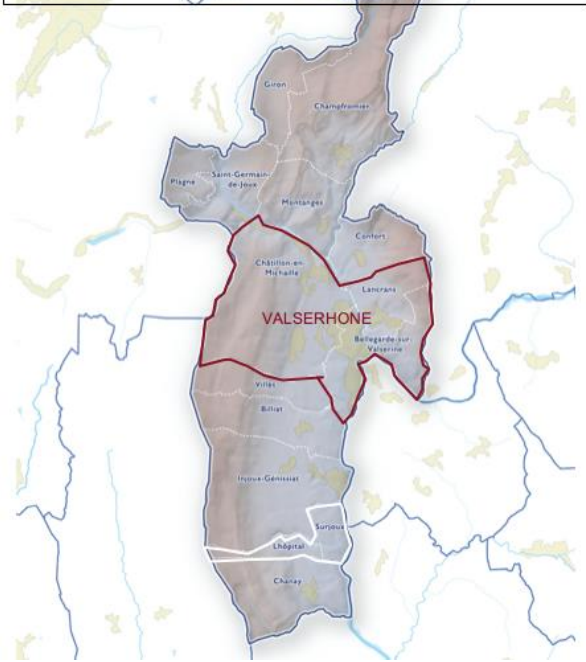 Giron
Champfromier
Plagne
Saint-Germain-
de-Joux
Montanges
Confort
Châtillon-en-
Michaille
Lancrans
VALSERHONE
Bellegarde-sur-
Valserine
Villes
Billiat
Injoux-Génissiat
Surjoux
Lhôpital
Chanay